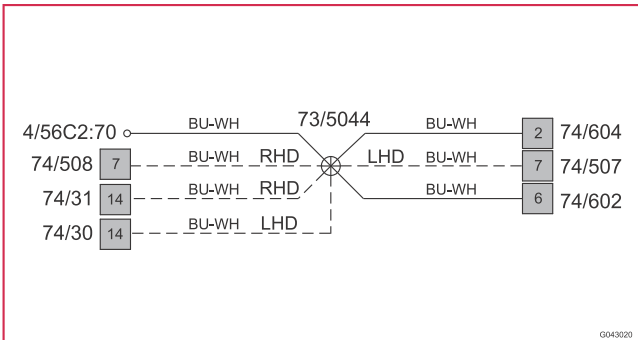 73/5044
4/56C2:70 BU-WH BU-WH 2 74/604
74/508 7 BU-WH RHD LHD BU-WH 7 74/507
74/31 14 BU-WH RHD BU-WH 6 74/602
74/30 14 BU-WH LHD
G043020